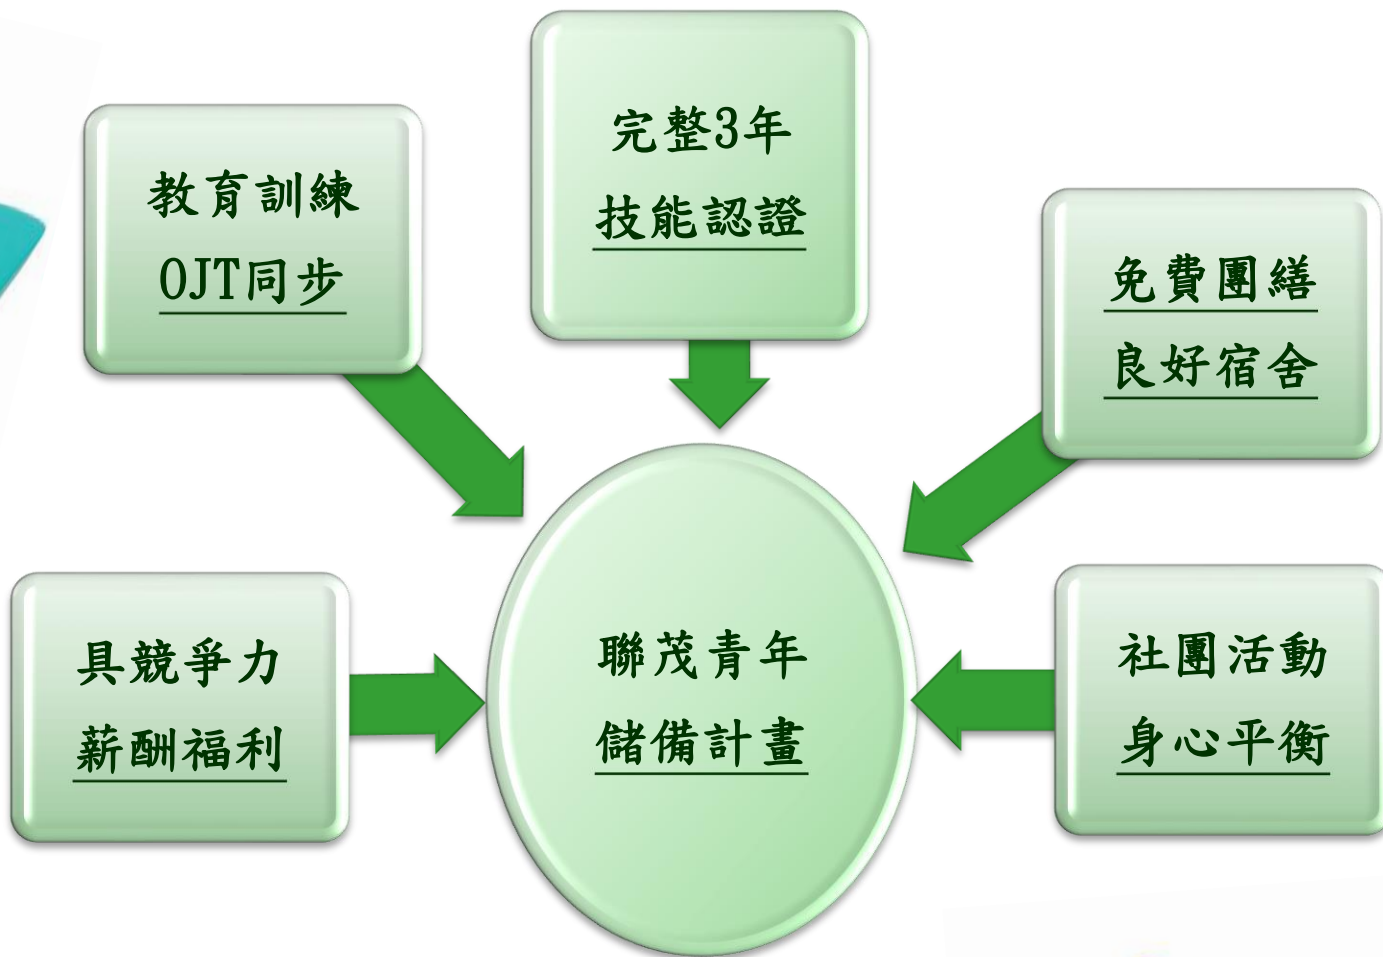 完整3年
技能認證
教育訓練
OJT同步
免費團繕
良好宿舍
具競爭力
薪酬福利
聯茂青年
儲備計畫
社團活動
身心平衡